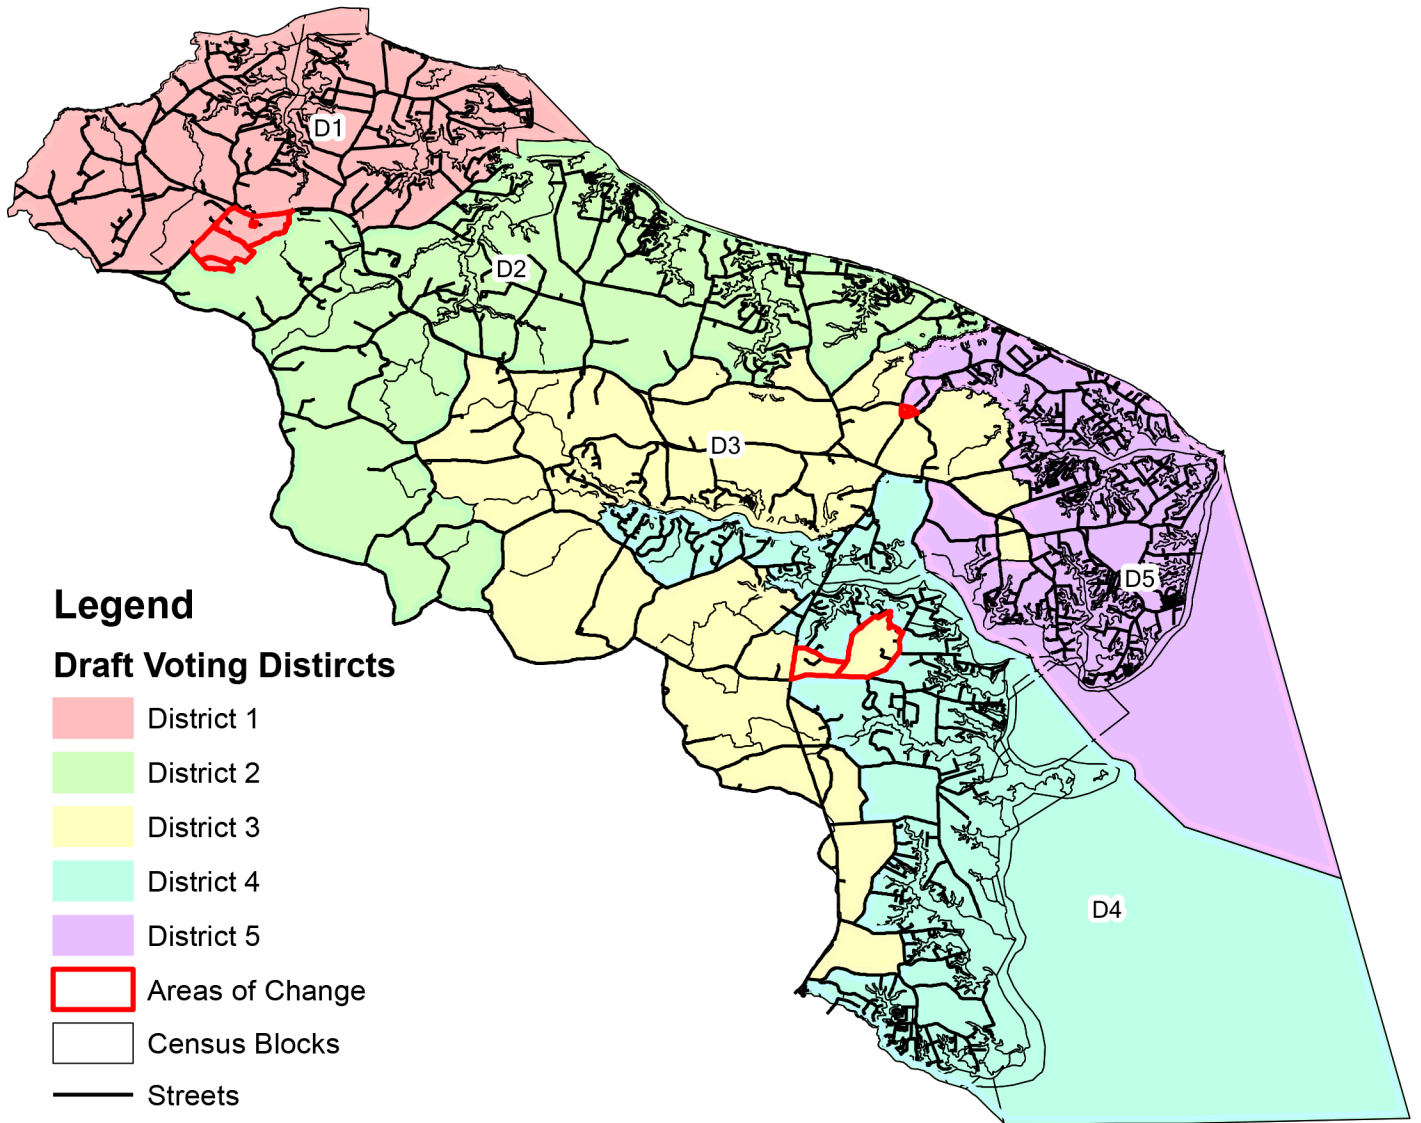 D1
D2
D3
D5
D4
Legend
Draft Voting Distircts
District 1
District 2
District 3
District 4
District 5
Areas of Change
Census Blocks
Streets